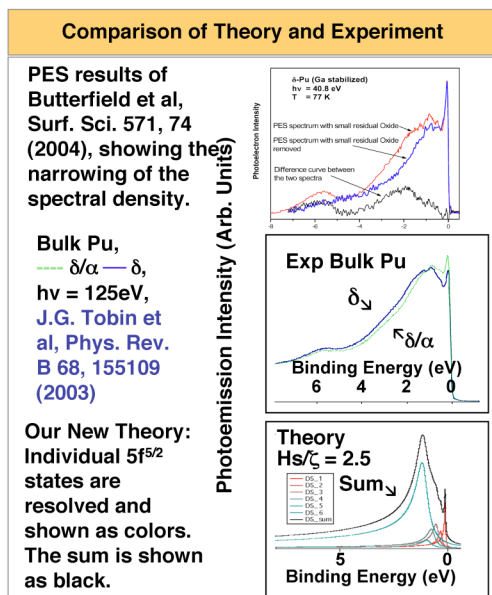 Comparison of Theory and Experiment
PES results of
Butterfield et al,
Surf. Sci. 571, 74
(2004), showing the
narrowing of the
spectral density.
Bulk Pu,
---- δ/α — δ,
hν = 125eV,
J.G. Tobin et
al, Phys. Rev.
B 68, 155109
(2003)
Our New Theory:
Individual 5f5/2
states are
resolved and
shown as colors.
The sum is shown
as black.
Photoemission Intensity (Arb. Units)
Photoelectron Intensity
δ-Pu (Ga stabilized)
hν = 40.8 eV
T = 77 K
PES spectrum with small residual Oxide
PES spectrum with small residual Oxide
removed
Difference curve between
the two spectra
-8 -6 -4 -2 0
Exp Bulk Pu
δ
δ/α
Binding Energy (eV)
6 4 2 0
Theory
Hs/ζ = 2.5
Sum
DS_1
DS_2
DS_3
DS_4
DS_5
DS_6
DS_sum
5 0
Binding Energy (eV)